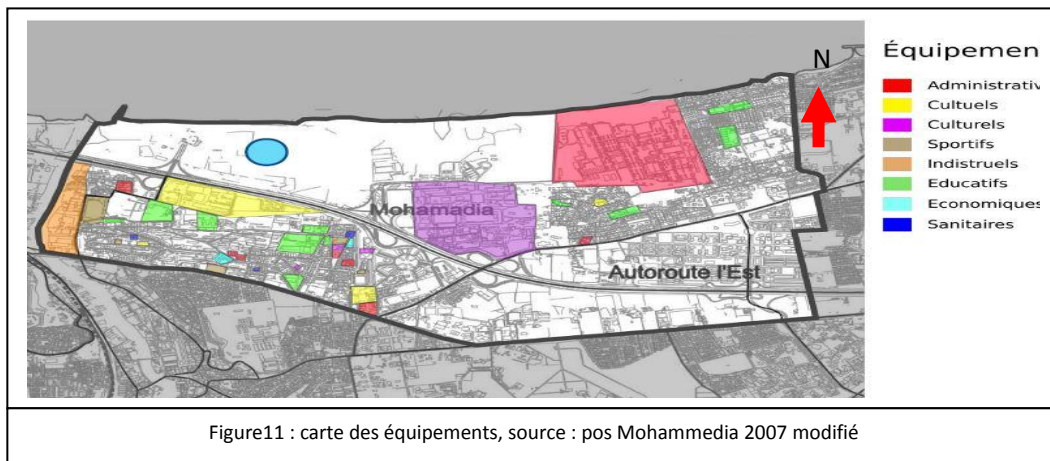 Équipemen
N
Administrativ
Cultuels
Culturels
Sportifs
Indistruels
Educatifs
Economiques
Sanitaires
Mohamadia
Autoroute l'Est
Figure11 : carte des équipements, source : pos Mohammedia 2007 modifié